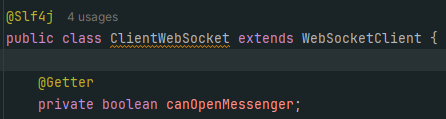 @Slf4j 4 usages
public class ClientWebSocket extends WebSocketClient {
@Getter
private boolean canOpenMessenger;